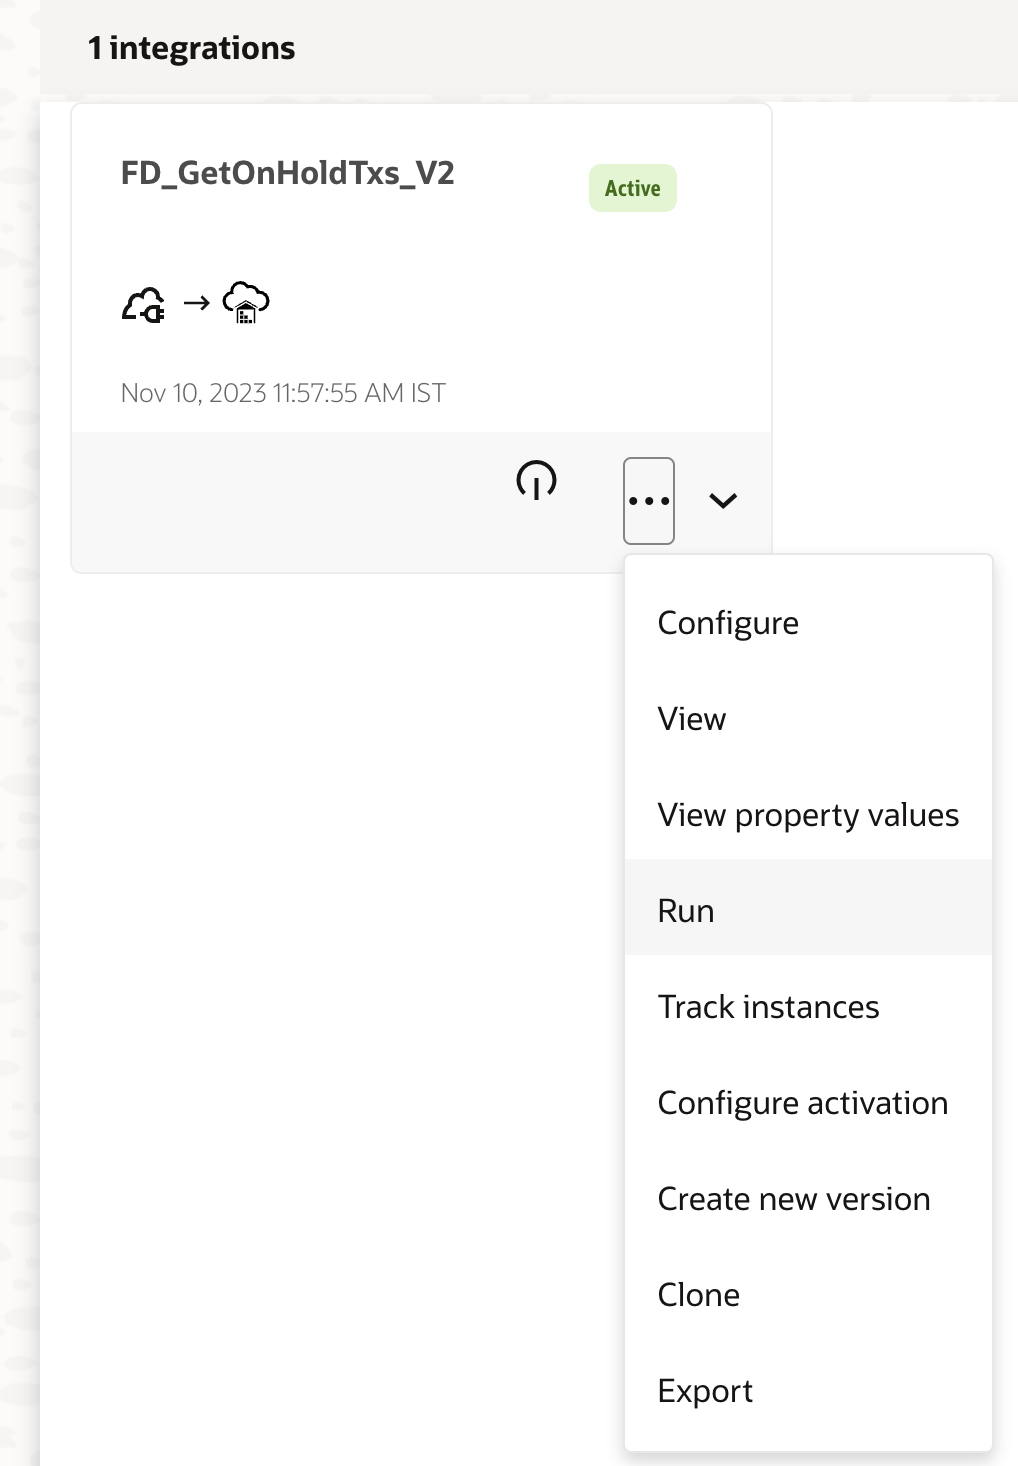 1 integrations
FD_GetOnHoldTxs_V2
Active
Nov 10, 2023 11:57:55 AM IST
Configure
View
View property values
Run
Track instances
Configure activation
Create new version
Clone
Export